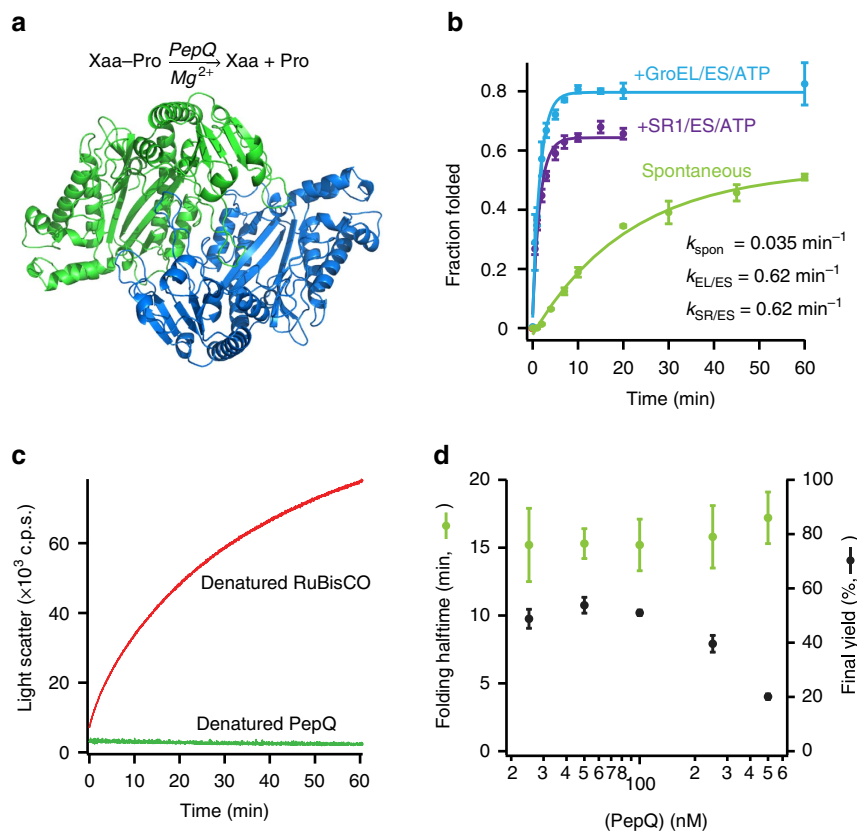 a
Xaa–Pro PepQ Xaa + Pro
Mg2+
b
Fraction folded
0.8
0.6
0.4
0.2
0
+GroEL/ES/ATP
+SR1/ES/ATP
Spontaneous
kspon = 0.035 min−1
kEL/ES = 0.62 min−1
kSR/ES = 0.62 min−1
0 10 20 30 40 50 60
Time (min)
c
Light scatter (×10³ c.p.s.)
60
40
20
0
Denatured RuBisCO
Denatured PepQ
0 10 20 30 40 50 60
Time (min)
d
Folding halftime (min, )
20
15
10
5
0
100
80
60
40
20
0
Final yield (%, )
2 3 4 5 6 7 8 100 2 3 4 5 6
(PepQ) (nM)